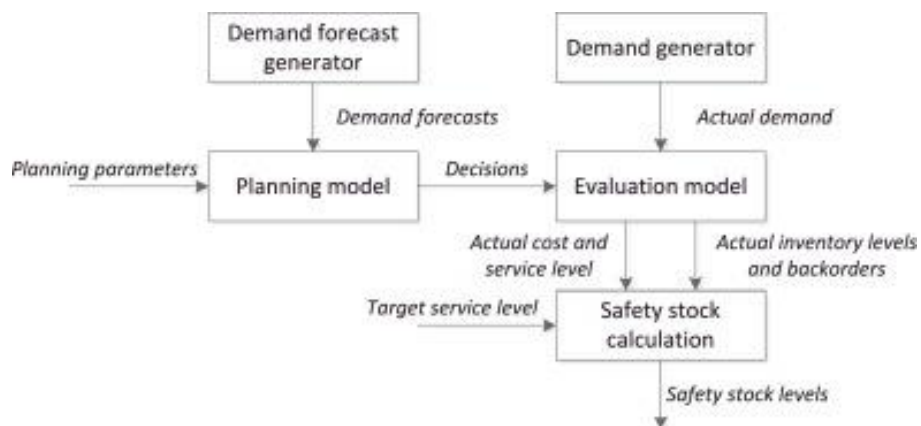 Demand forecast
generator
Demand generator
Demand forecasts
Actual demand
Planning parameters
Planning model
Decisions
Evaluation model
Actual cost and
service level
Actual inventory levels
and backorders
Target service level
Safety stock
calculation
Safety stock levels